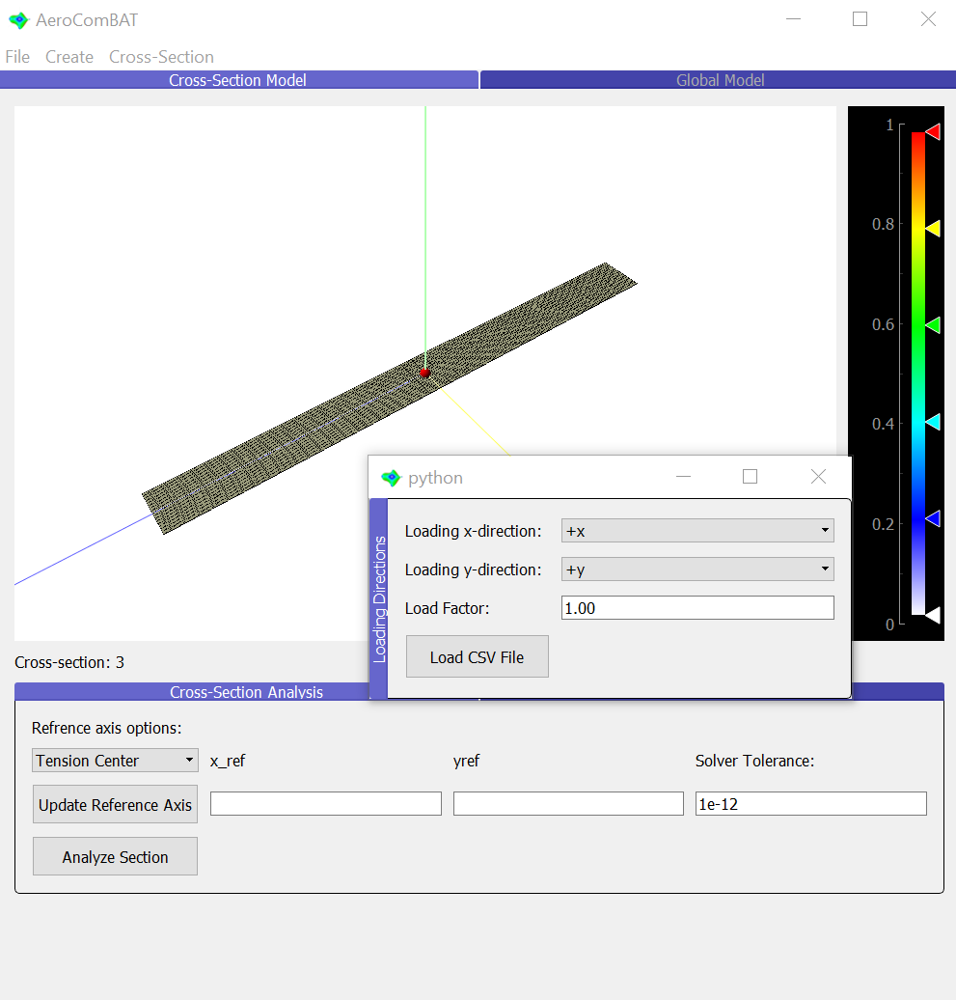 AeroComBAT
File Create Cross-Section
Cross-Section Model Global Model
1
0.8
0.6
0.4
0.2
0
python
Loading Directions
Loading x-direction: +x
Loading y-direction: +y
Load Factor: 1.00
Load CSV File
Cross-section: 3
Cross-Section Analysis
Refrence axis options:
Tension Center x_ref yref Solver Tolerance:
Update Reference Axis 1e-12
Analyze Section